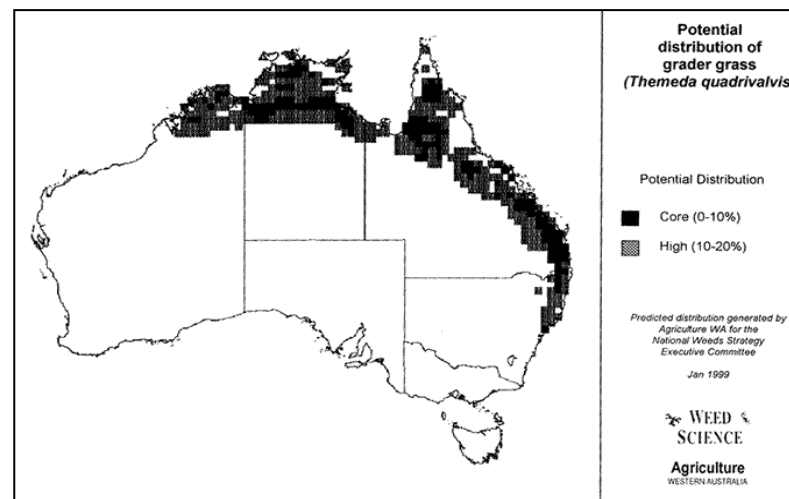 Potential
distribution of
grader grass
(Themeda quadrivalvis
Potential Distribution
Core (0-10%)
High (10-20%)
Predicted distribution generated by
Agriculture WA for the
National Weeds Strategy
Executive Committee
Jan 1999
WEED
SCIENCE
Agriculture
WESTERN AUSTRALIA